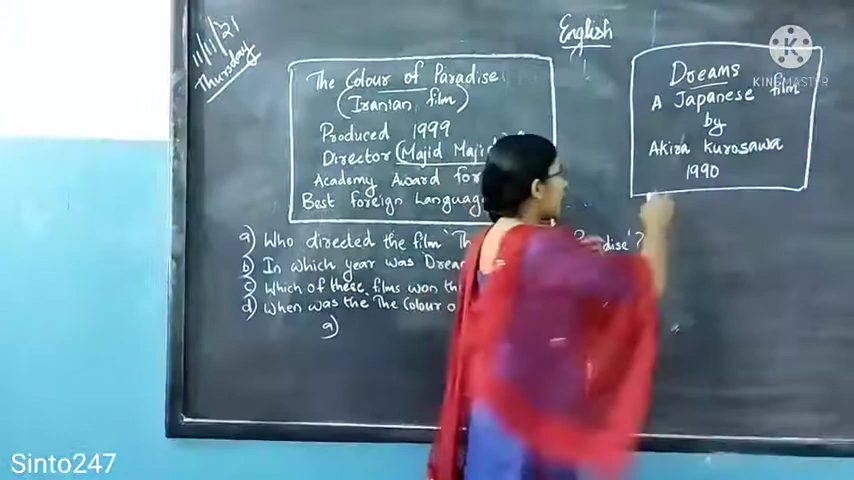 11/11/'21
Thursday
English
The Colour of Paradise
(Iranian film)
Produced 1999
Director (Majid Maji
Academy Award for
Best foreign Languag
Dreams
A Japanese film
by
Akira Kurosawa
1990
a) Who directed the film 'Th
b) In which year was Drea
c) Which of these films won th
d) When was the The Colour o
a)
K
KINGMASTER
Sinto247